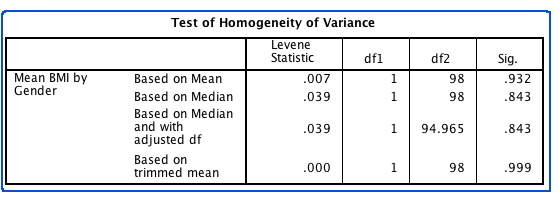 Test of Homogeneity of Variance
Levene
Statistic df1 df2 Sig.
Mean BMI by Gender Based on Mean .007 1 98 .932
Based on Median .039 1 98 .843
Based on Median
and with
adjusted df .039 1 94.965 .843
Based on
trimmed mean .000 1 98 .999